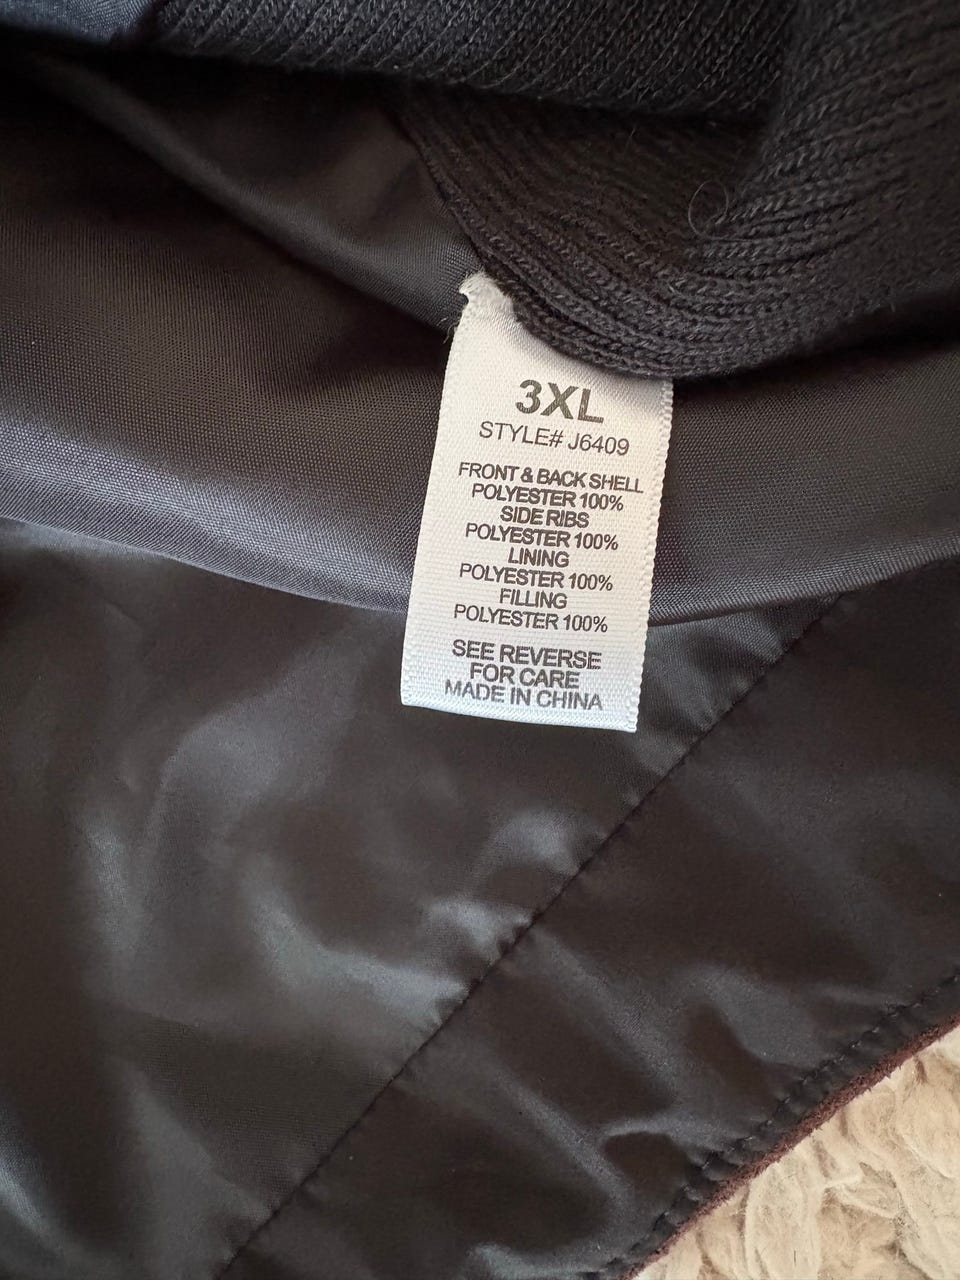 3XL
STYLE# J6409
FRONT & BACK SHELL
POLYESTER 100%
SIDE RIBS
POLYESTER 100%
LINING
POLYESTER 100%
FILLING
POLYESTER 100%
SEE REVERSE
FOR CARE
MADE IN CHINA